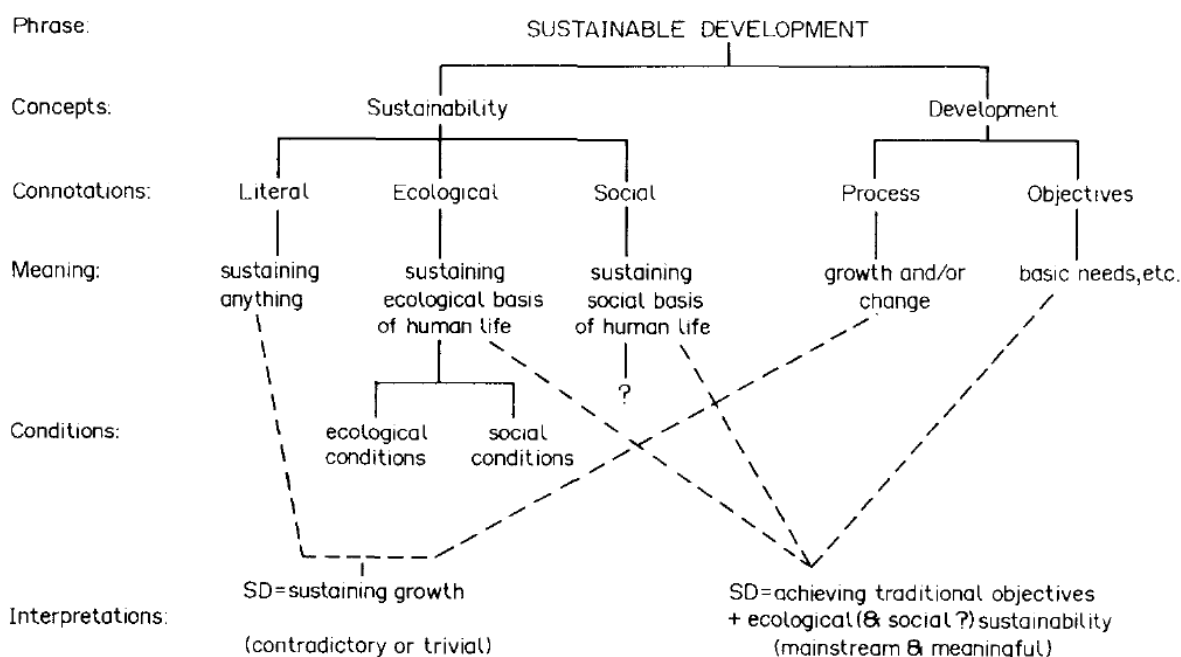 Phrase: SUSTAINABLE DEVELOPMENT
Concepts: Sustainability Development
Connotations: Literal Ecological Social Process Objectives
Meaning: sustaining sustaining sustaining growth and/or basic needs,etc.
anything ecological basis social basis change
of human life of human life
?
Conditions: ecological social
conditions conditions
SD=sustaining growth SD=achieving traditional objectives
Interpretations: + ecological(& social ?) sustainability
(contradictory or trivial) (mainstream & meaningful)